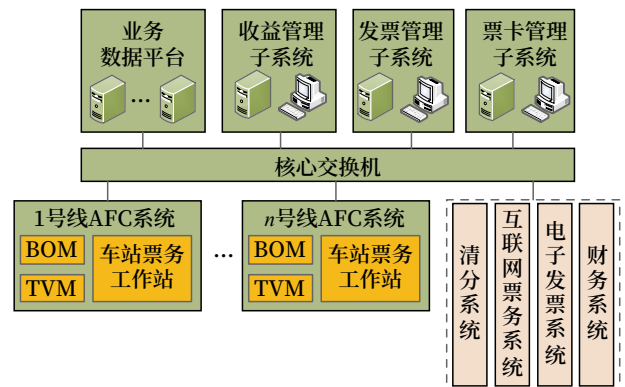 业务
数据平台
...
收益管理
子系统
发票管理
子系统
票卡管理
子系统
核心交换机
1号线AFC系统
BOM
TVM
车站票务
工作站
...
n号线AFC系统
BOM
TVM
车站票务
工作站
清分系统
互联网票务系统
电子发票系统
财务系统